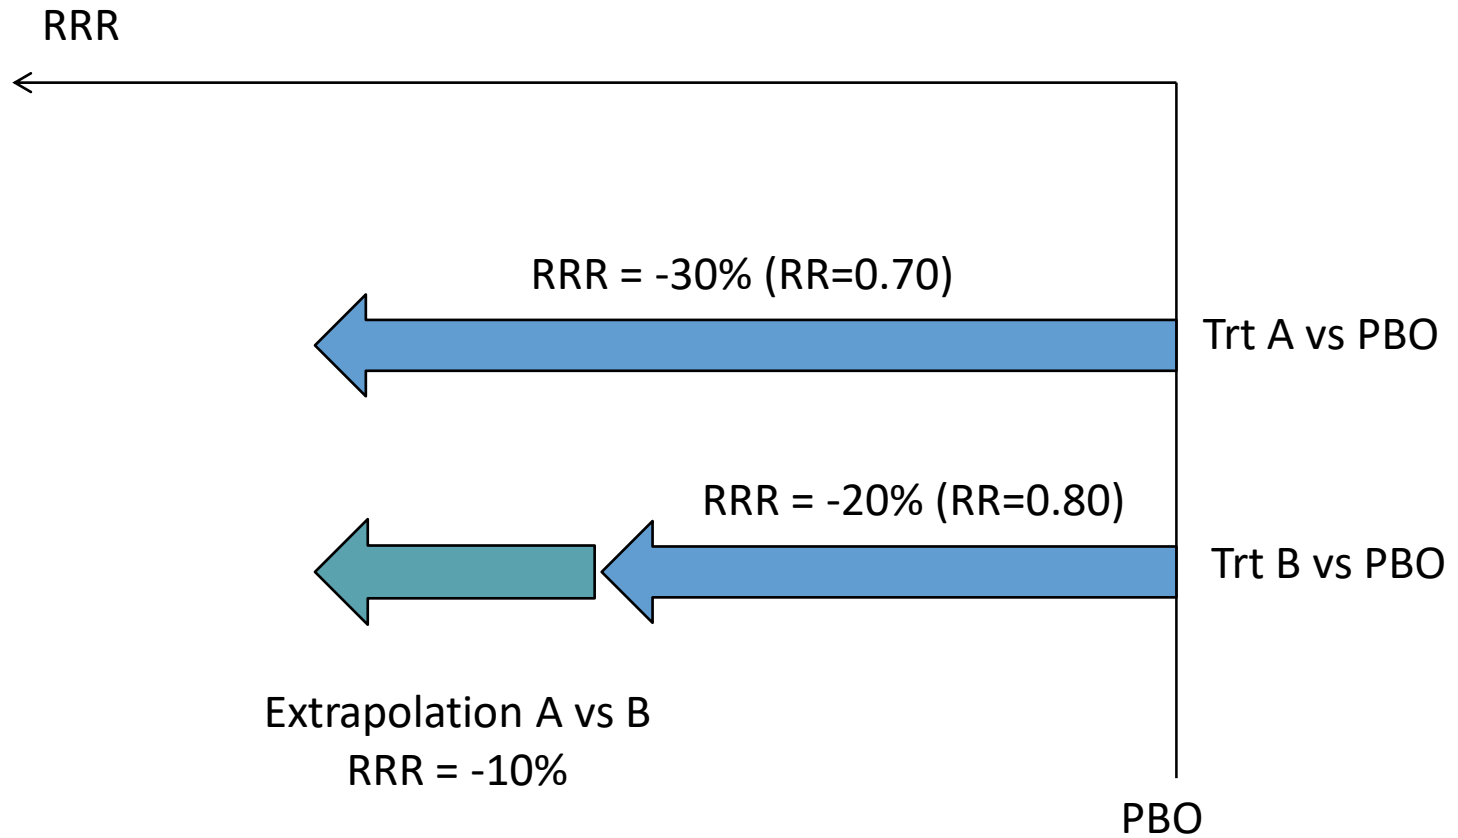 RRR
RRR = -30% (RR=0.70)
Trt A vs PBO
RRR = -20% (RR=0.80)
Trt B vs PBO
Extrapolation A vs B
RRR = -10%
PBO